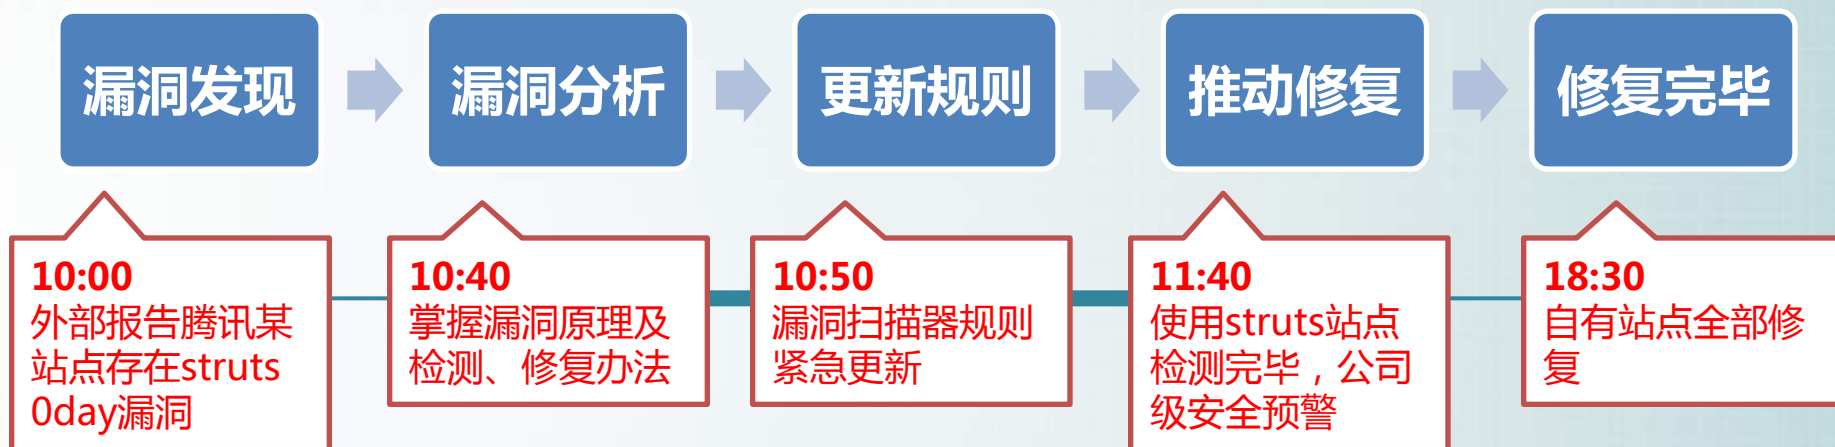 漏洞发现
漏洞分析
更新规则
推动修复
修复完毕
10:00
外部报告腾讯某
站点存在struts
0day漏洞
10:40
掌握漏洞原理及
检测、修复办法
10:50
漏洞扫描器规则
紧急更新
11:40
使用struts站点
检测完毕，公司
级安全预警
18:30
自有站点全部修
复